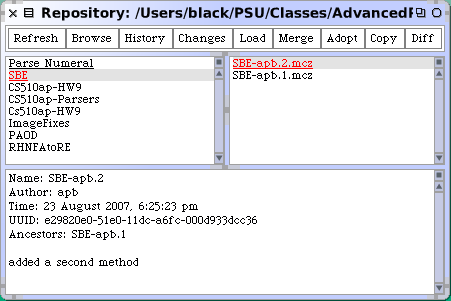 Repository: /Users/black/PSU/Classes/AdvancedP
Refresh Browse History Changes Load Merge Adopt Copy Diff
Parse Numeral
SBE
CS510ap-HW9
CS510ap-Parsers
Cs510ap-Hw9
ImageFixes
PAOD
RHNFAtoRE
SBE-apb.2.mcz
SBE-apb.1.mcz
Name: SBE-apb.2
Author: apb
Time: 23 August 2007, 6:25:23 pm
UUID: e29820e0-51e0-11dc-a6fc-000d933dcc36
Ancestors: SBE-apb.1
added a second method